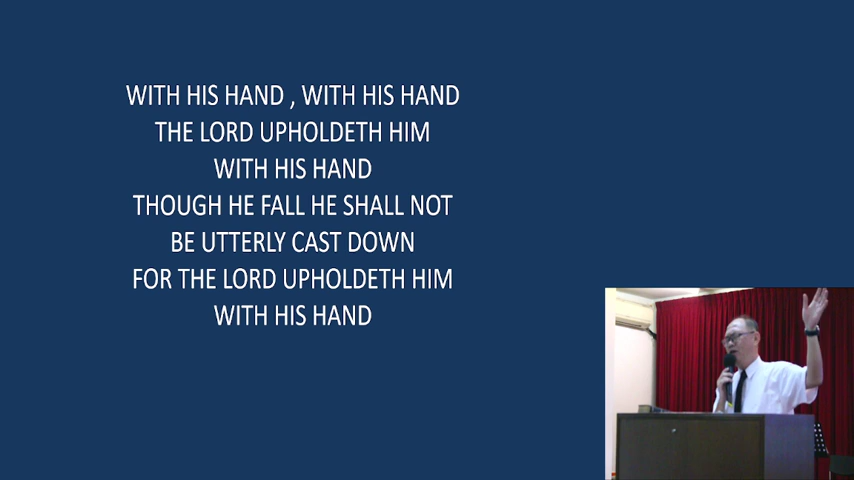 WITH HIS HAND , WITH HIS HAND
THE LORD UPHOLDETH HIM
WITH HIS HAND
THOUGH HE FALL HE SHALL NOT
BE UTTERLY CAST DOWN
FOR THE LORD UPHOLDETH HIM
WITH HIS HAND